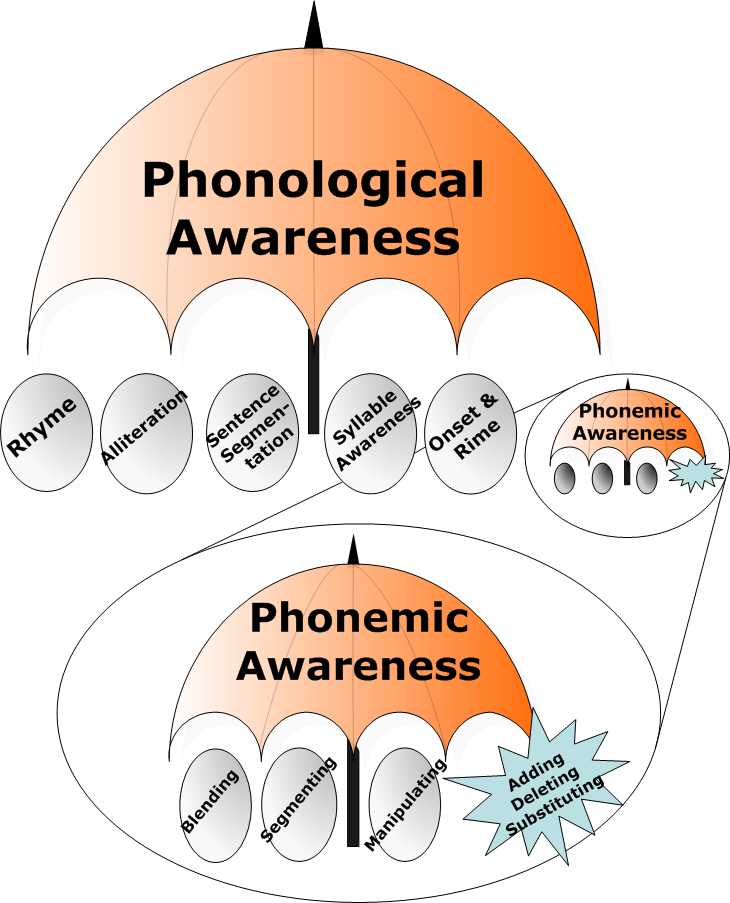 Phonological
Awareness
Rhyme
Alliteration
Sentence
Segmen-
tation
Syllable
Awareness
Onset &
Rime
Phonemic
Awareness
Phonemic
Awareness
Blending
Segmenting
Manipulating
Adding
Deleting
Substituting